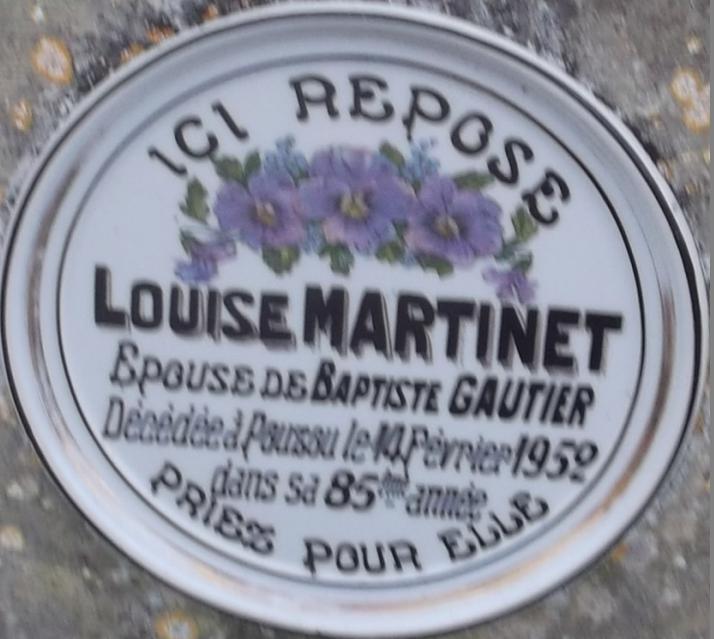 ICI REPOSE
LOUISE MARTINET
EPOUSE DE BAPTISTE GAUTIER
Décédée à le 14 Février 1952
dans sa 85ème année
PRIEZ POUR ELLE